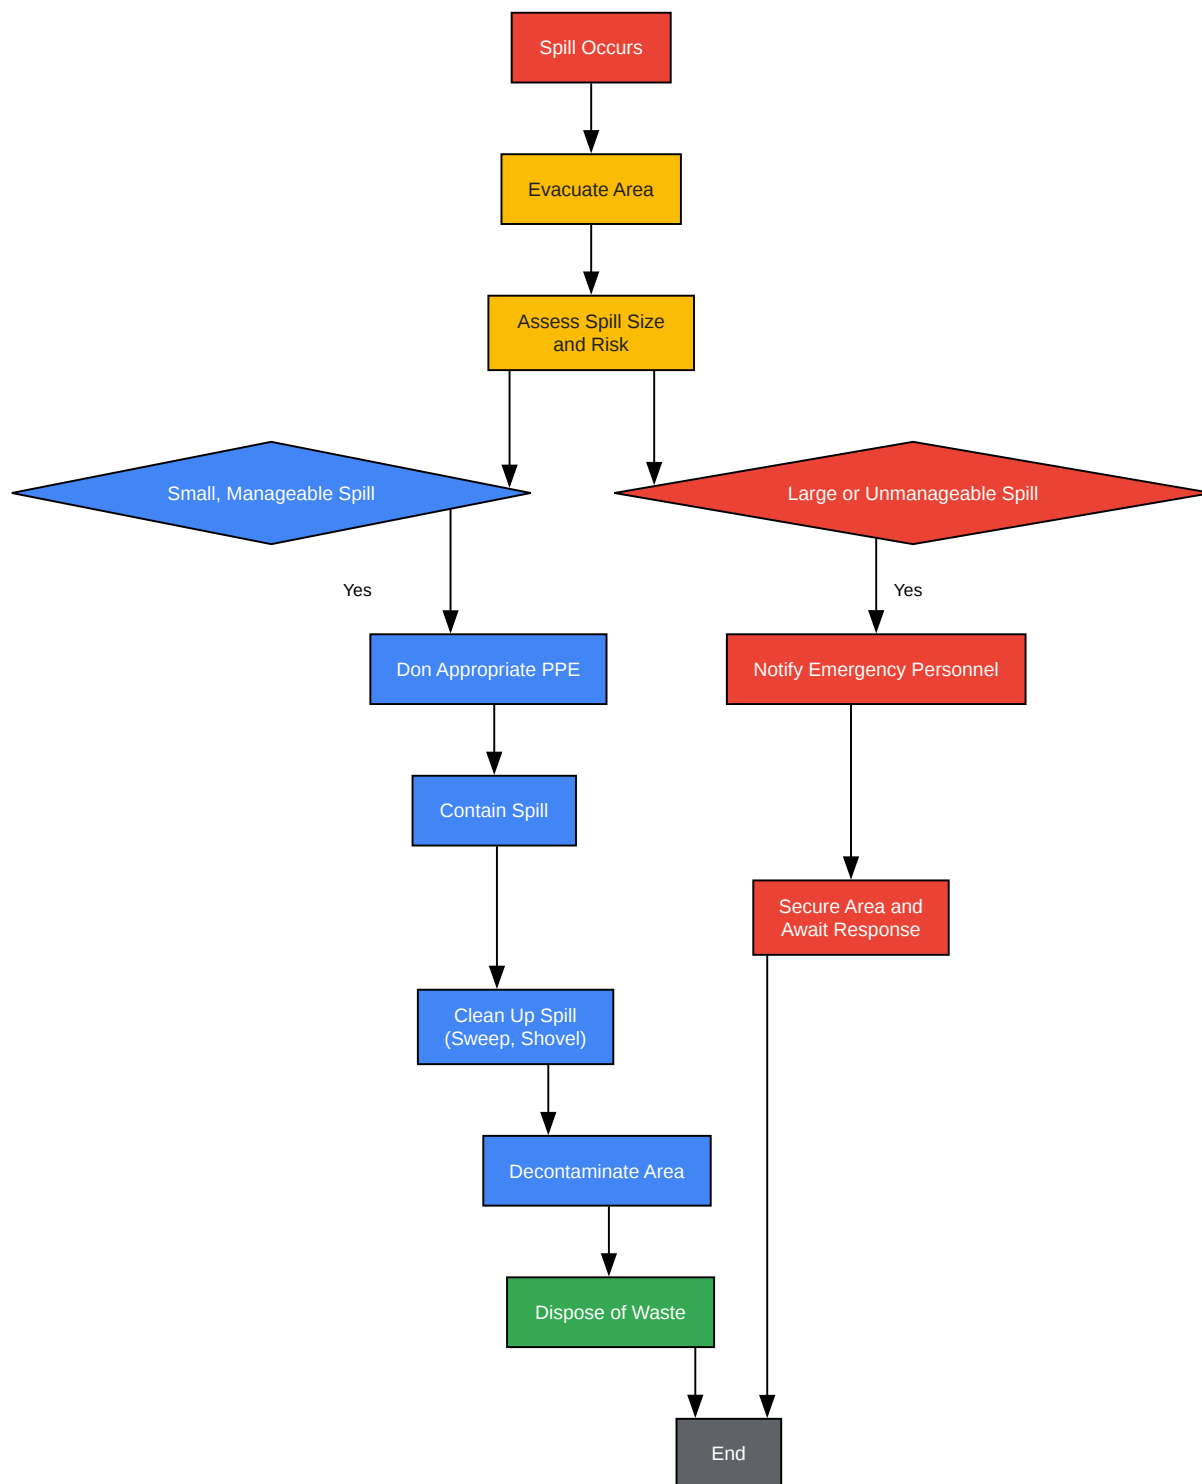 Spill Occurs
Evacuate Area
Assess Spill Size
and Risk
Small, Manageable Spill
Large or Unmanageable Spill
Yes
Yes
Don Appropriate PPE
Notify Emergency Personnel
Contain Spill
Secure Area and
Await Response
Clean Up Spill
(Sweep, Shovel)
Decontaminate Area
Dispose of Waste
End